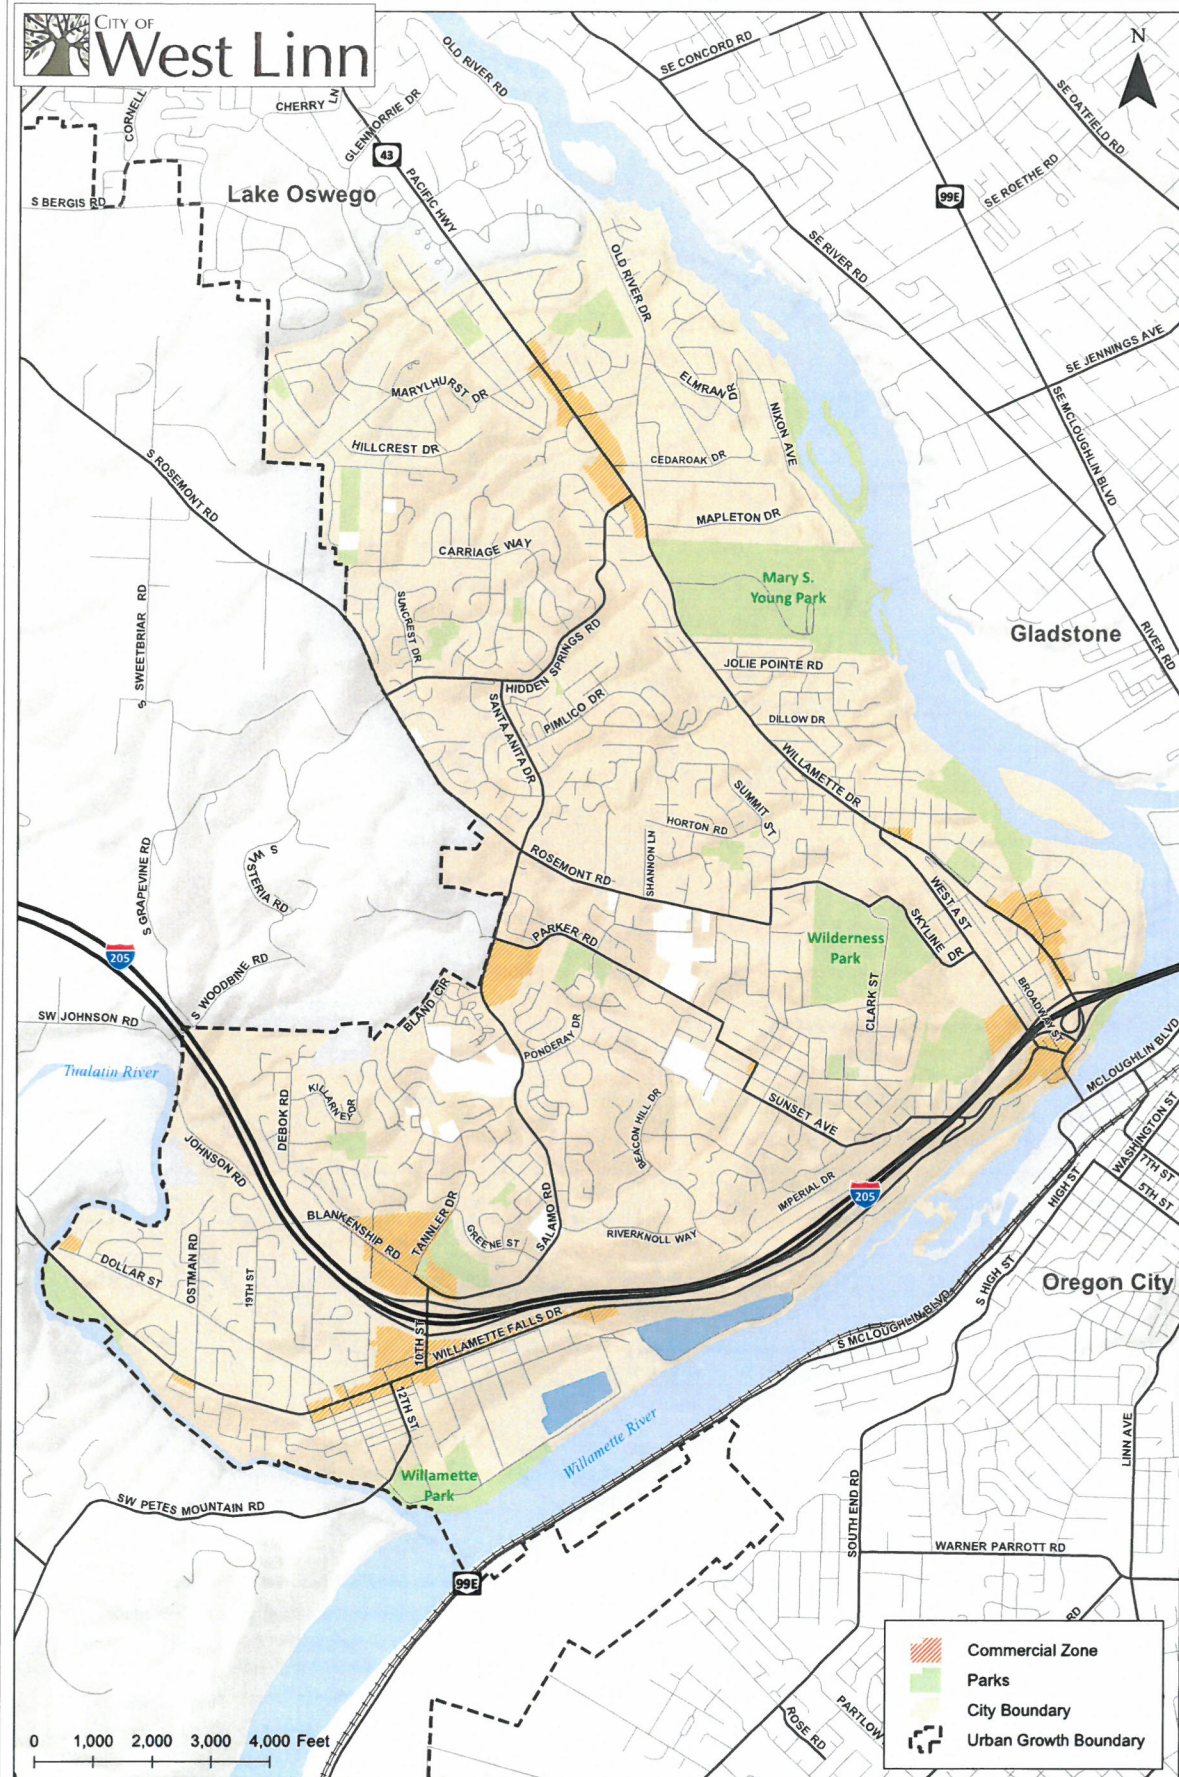 CITY OF
West Linn
N
OLD RIVER RD
SE CONCORD RD
SE OATFIELD RD
CORNELL
CHERRY LN
GLENMORRIE DR
43
PACIFIC HWY
Lake Oswego
S BERGIS RD
99E
SE ROETHE RD
SE RIVER RD
OLD RIVER DR
SE JENNINGS AVE
MARYLHURST DR
ELMRAN DR
NIXON AVE
SE MCLOUGHLIN BLVD
HILLCREST DR
CEDAROAK DR
S ROSEMONT RD
MAPLETON DR
CARRIAGE WAY
Mary S.
Young Park
SUNCREST DR
S SWEETBRIAR RD
Gladstone
RIVER RD
HIDDEN SPRINGS RD
JOLIE POINTE RD
SANTA ANITA DR
PIMLICO DR
DILLOW DR
WILLAMETTE DR
SUMMIT ST
HORTON RD
SHANNON LN
S GRAPEVINE RD
S WYSTERIA RD
ROSEMONT RD
WEST A ST
SKYLINE DR
PARKER RD
Wilderness
Park
205
S WOODBINE RD
BLAND CIR
CLARK ST
BROADWAY ST
SW JOHNSON RD
PONDERAY DR
MCLOUGHLIN BLVD
Tualatin River
KILLARNEY DR
DEBOK RD
SUNSET AVE
BEACON HILL DR
WASHINGTON ST
7TH ST
5TH ST
HIGH ST
JOHNSON RD
IMPERIAL DR
205
BLANKENSHIP RD
TANNLER DR
GREENE ST
SALAMO RD
RIVERKNOLL WAY
OSTMAN RD
DOLLAR ST
19TH ST
S HIGH ST
Oregon City
10TH ST
WILLAMETTE FALLS DR
S MCLOUGHLIN BLVD
12TH ST
Willamette River
LINN AVE
Willamette
Park
SW PETES MOUNTAIN RD
SOUTH END RD
WARNER PARROTT RD
99E
RD
Commercial Zone
Parks
City Boundary
Urban Growth Boundary
ROSE RD
PARTLOW
0 1,000 2,000 3,000 4,000 Feet